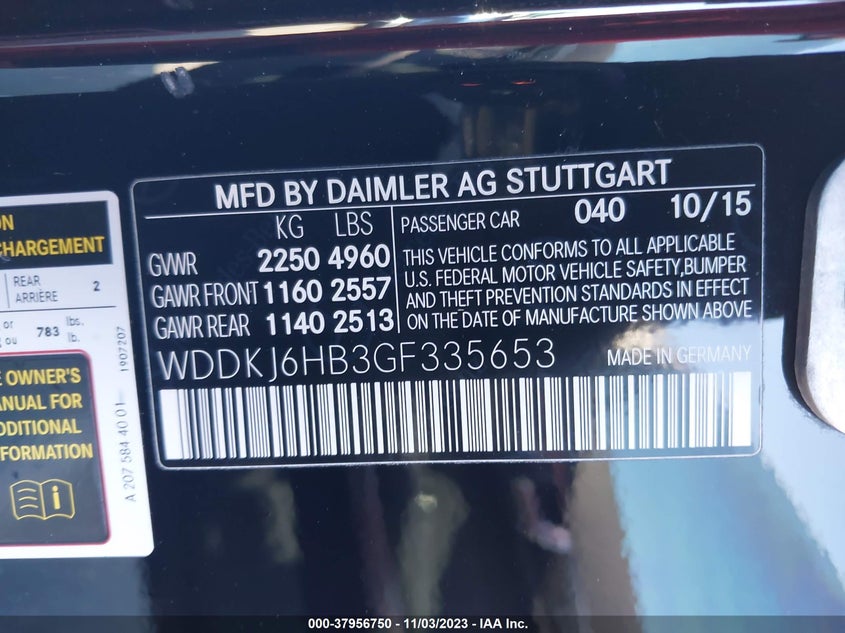 MFD BY DAIMLER AG STUTTGART
KG LBS
GVWR 2250 4960
GAWR FRONT 1160 2557
GAWR REAR 1140 2513
PASSENGER CAR 040 10/15
THIS VEHICLE CONFORMS TO ALL APPLICABLE
U.S. FEDERAL MOTOR VEHICLE SAFETY,BUMPER
AND THEFT PREVENTION STANDARDS IN EFFECT
ON THE DATE OF MANUFACTURE SHOWN ABOVE
WDDKJ6HB3GF335653 MADE IN GERMANY
ON
CHARGEMENT
REAR 2
ARRIÈRE
or 783 lbs.
ou lb.
1907207
E OWNER'S
ANUAL FOR
DDITIONAL
FORMATION
i
A 207 584 40 01
000-37956750 — 11/03/2023 — IAA Inc.